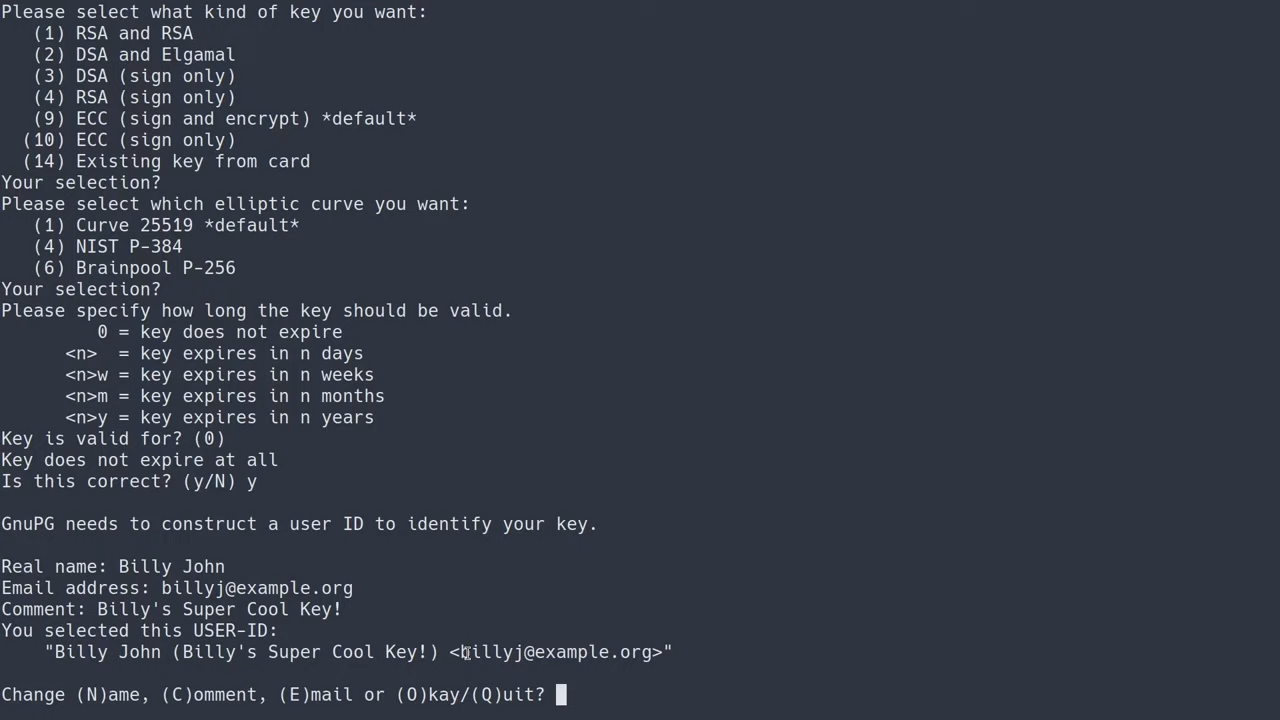 Please select what kind of key you want:
   (1) RSA and RSA
   (2) DSA and Elgamal
   (3) DSA (sign only)
   (4) RSA (sign only)
   (9) ECC (sign and encrypt) *default*
  (10) ECC (sign only)
  (14) Existing key from card
Your selection?
Please select which elliptic curve you want:
   (1) Curve 25519 *default*
   (4) NIST P-384
   (6) Brainpool P-256
Your selection?
Please specify how long the key should be valid.
         0 = key does not expire
      <n>  = key expires in n days
      <n>w = key expires in n weeks
      <n>m = key expires in n months
      <n>y = key expires in n years
Key is valid for? (0)
Key does not expire at all
Is this correct? (y/N) y
GnuPG needs to construct a user ID to identify your key.
Real name: Billy John
Email address: billyj@example.org
Comment: Billy's Super Cool Key!
You selected this USER-ID:
    "Billy John (Billy's Super Cool Key!) <billyj@example.org>"
Change (N)ame, (C)omment, (E)mail or (O)kay/(Q)uit?